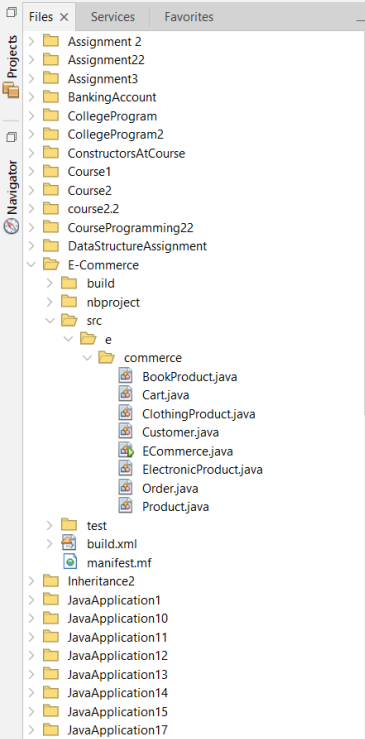 Files
Services
Favorites
Projects
Navigator
Assignment 2
Assignment22
Assignment3
BankingAccount
CollegeProgram
CollegeProgram2
ConstructorsAtCourse
Course1
Course2
course2.2
CourseProgramming22
DataStructureAssignment
E-Commerce
build
nbproject
src
e
commerce
BookProduct.java
Cart.java
ClothingProduct.java
Customer.java
ECommerce.java
ElectronicProduct.java
Order.java
Product.java
test
build.xml
manifest.mf
Inheritance2
JavaApplication1
JavaApplication10
JavaApplication11
JavaApplication12
JavaApplication13
JavaApplication14
JavaApplication15
JavaApplication17